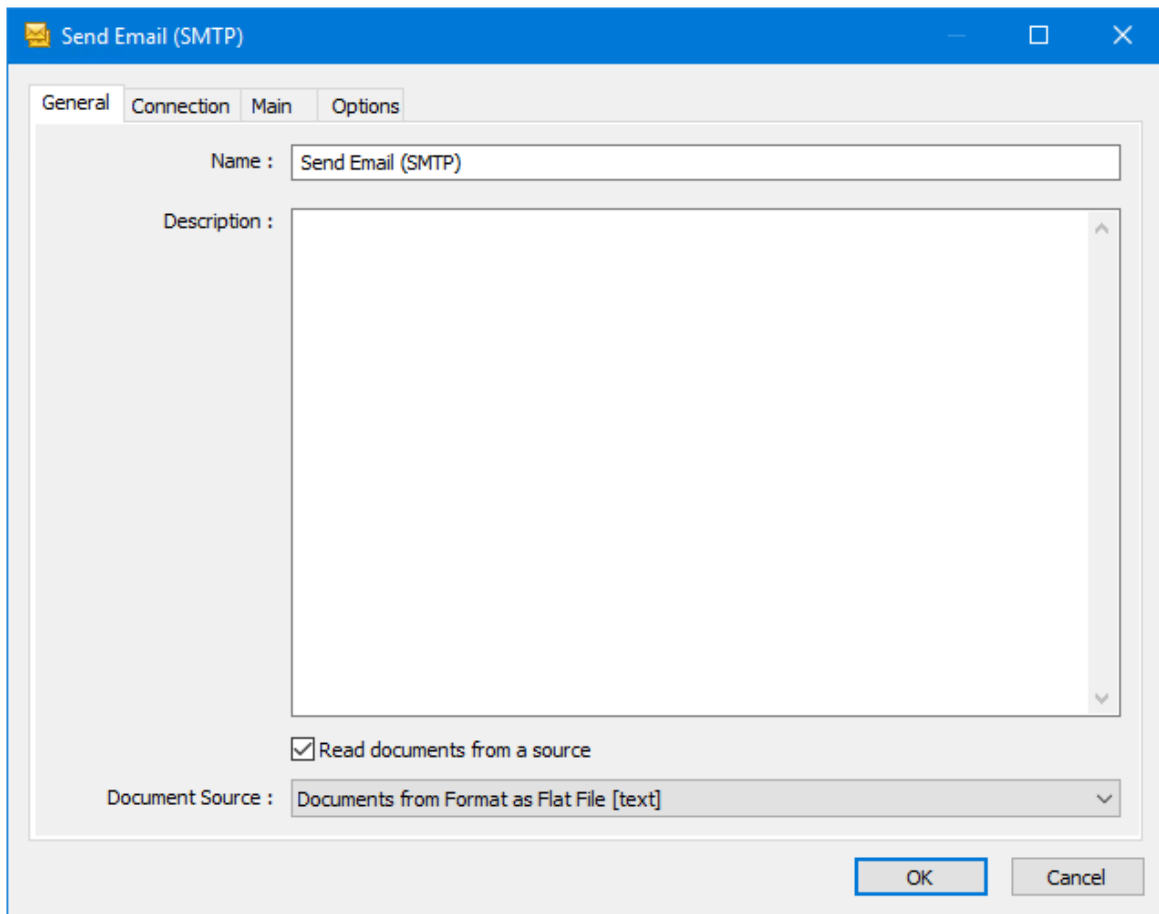 Send Email (SMTP)
General Connection Main Options
Name : Send Email (SMTP)
Description :
Read documents from a source
Document Source : Documents from Format as Flat File [text]
OK Cancel